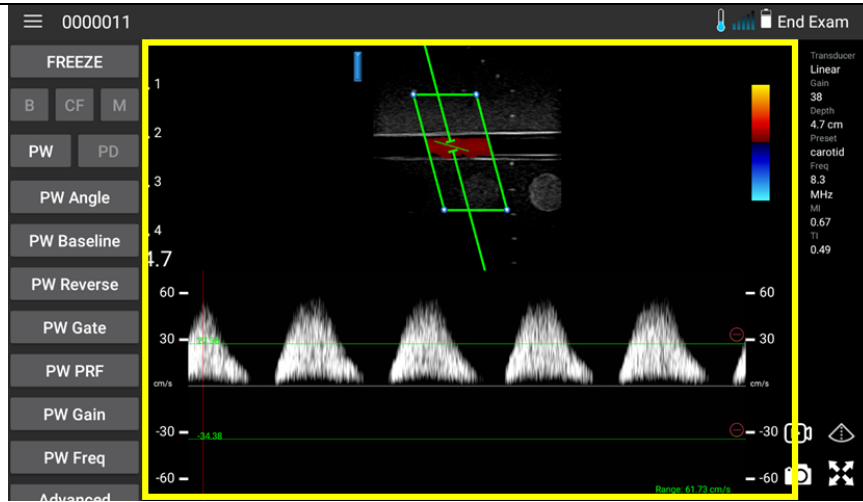 0000011
End Exam
FREEZE
B
CF
M
PW
PD
PW Angle
PW Baseline
PW Reverse
PW Gate
PW PRF
PW Gain
PW Freq
Advanced
1
2
3
4
4.7
Transducer
Linear
Gain
38
Depth
4.7 cm
Preset
carotid
Freq
8.3
MHz
MI
0.67
TI
0.49
60
60
30
30
cm/s
cm/s
-30
-34.38
-30
-60
Range: 61.73 cm/s
-60